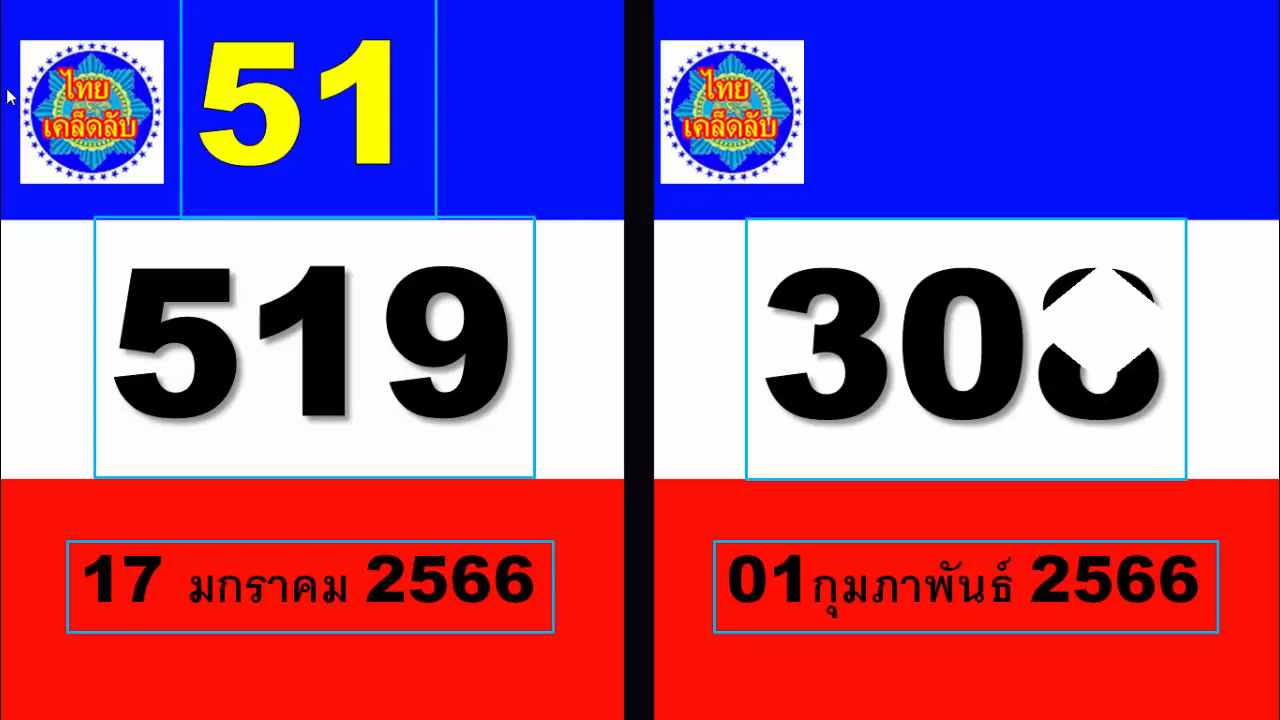 ไทย
เคล็ดลับ
51
519
17 มกราคม 2566
ไทย
เคล็ดลับ
308
01กุมภาพันธ์ 2566